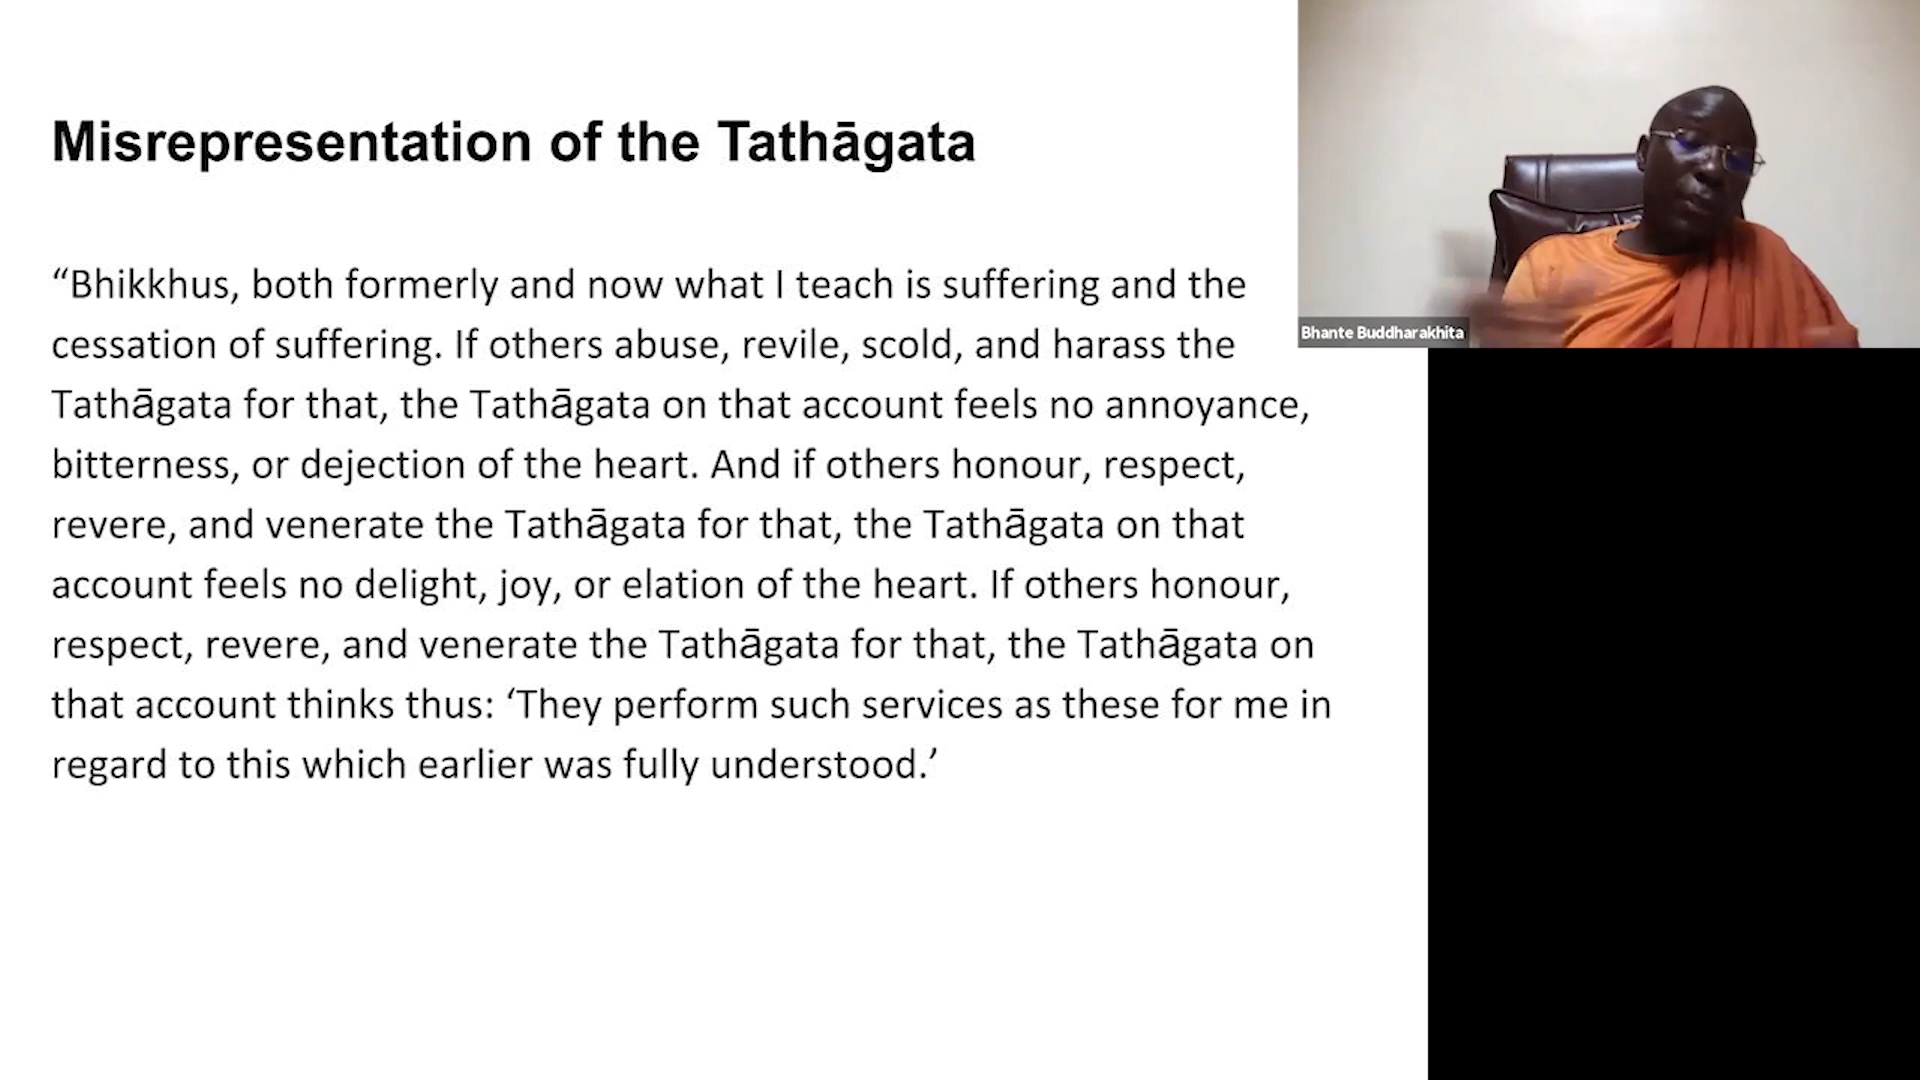 Misrepresentation of the Tathāgata
“Bhikkhus, both formerly and now what I teach is suffering and the
cessation of suffering. If others abuse, revile, scold, and harass the
Tathāgata for that, the Tathāgata on that account feels no annoyance,
bitterness, or dejection of the heart. And if others honour, respect,
revere, and venerate the Tathāgata for that, the Tathāgata on that
account feels no delight, joy, or elation of the heart. If others honour,
respect, revere, and venerate the Tathāgata for that, the Tathāgata on
that account thinks thus: ‘They perform such services as these for me in
regard to this which earlier was fully understood.’
Bhante Buddharakhita